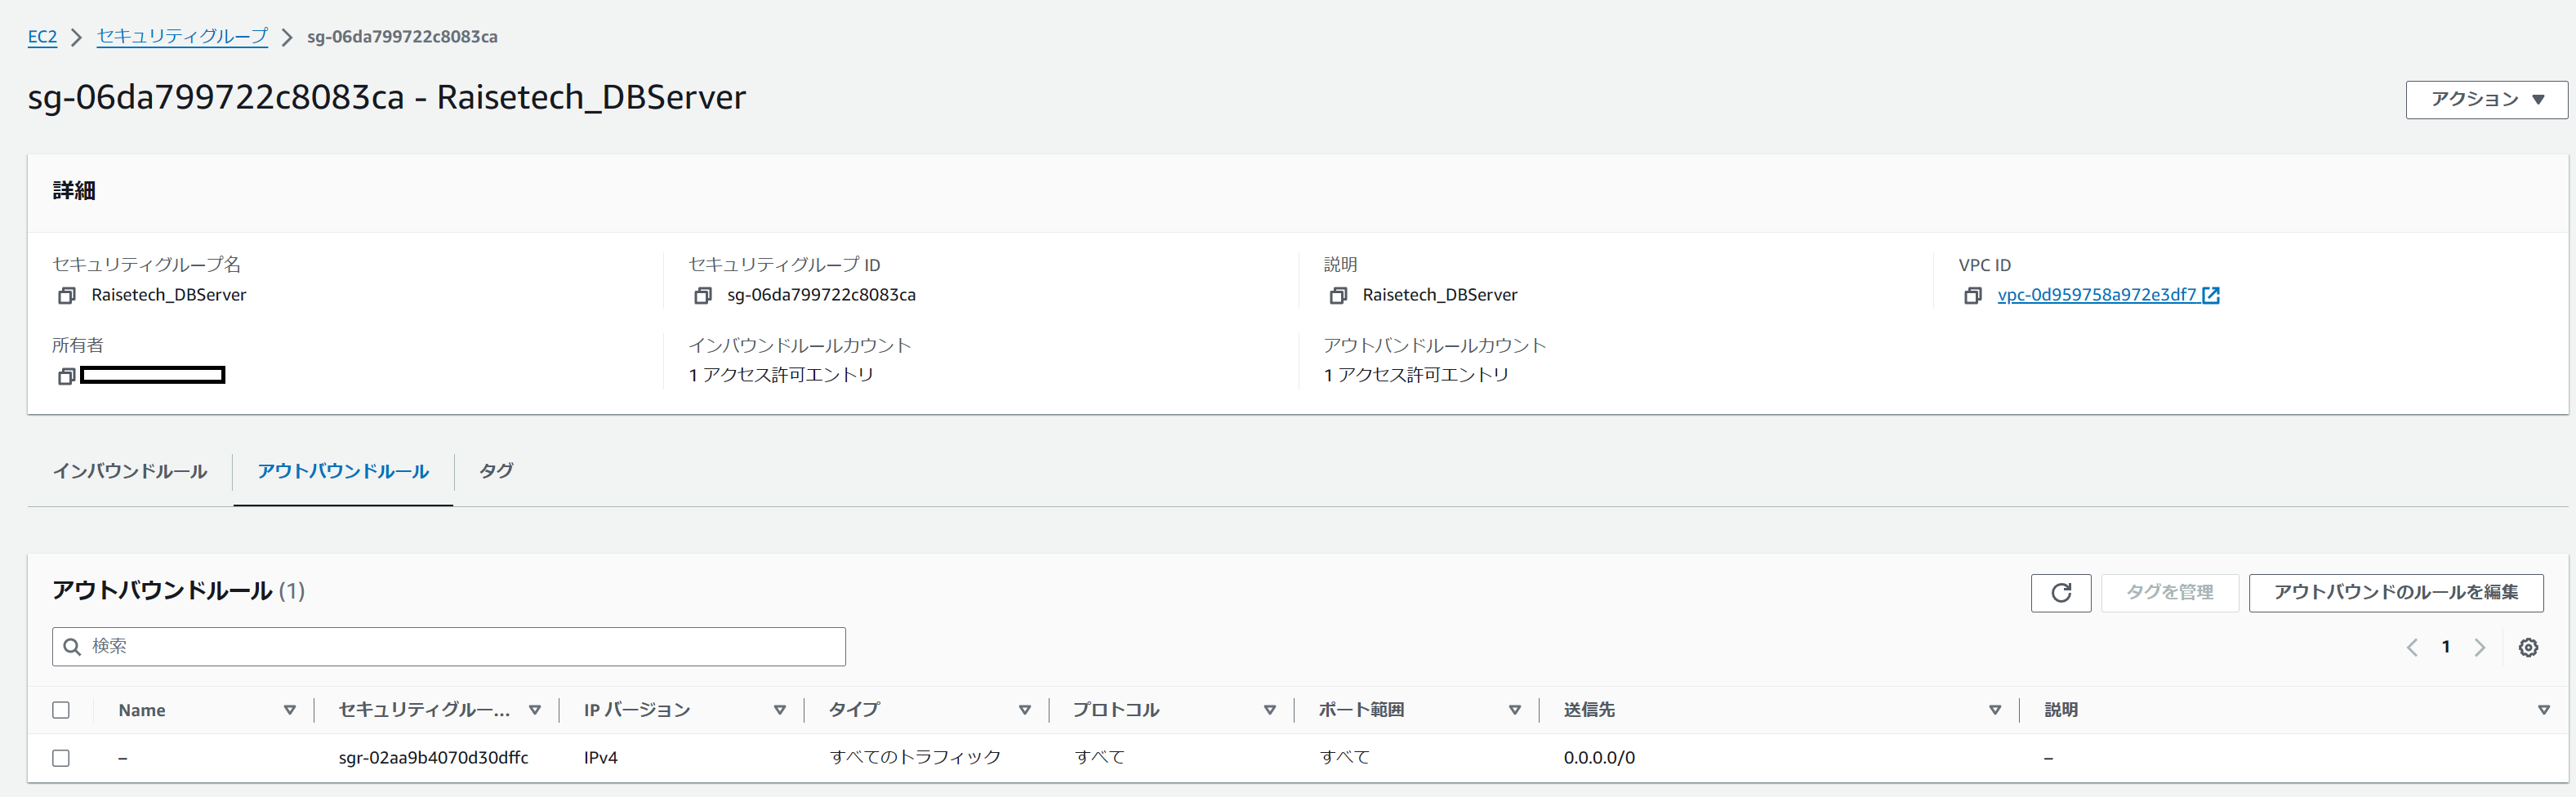 EC2 セキュリティグループ sg-06da799722c8083ca
sg-06da799722c8083ca - Raisetech_DBServer
アクション
詳細
セキュリティグループ名 セキュリティグループ ID 説明 VPC ID
Raisetech_DBServer sg-06da799722c8083ca Raisetech_DBServer vpc-0d959758a972e3df7
所有者 インバウンドルールカウント アウトバンドルールカウント
1 アクセス許可エントリ 1 アクセス許可エントリ
インバウンドルール アウトバウンドルール タグ
アウトバウンドルール (1)
タグを管理 アウトバウンドのルールを編集
検索 1
Name セキュリティグルー... IP バージョン タイプ プロトコル ポート範囲 送信先 説明
– sgr-02aa9b4070d30dffc IPv4 すべてのトラフィック すべて すべて 0.0.0.0/0 –